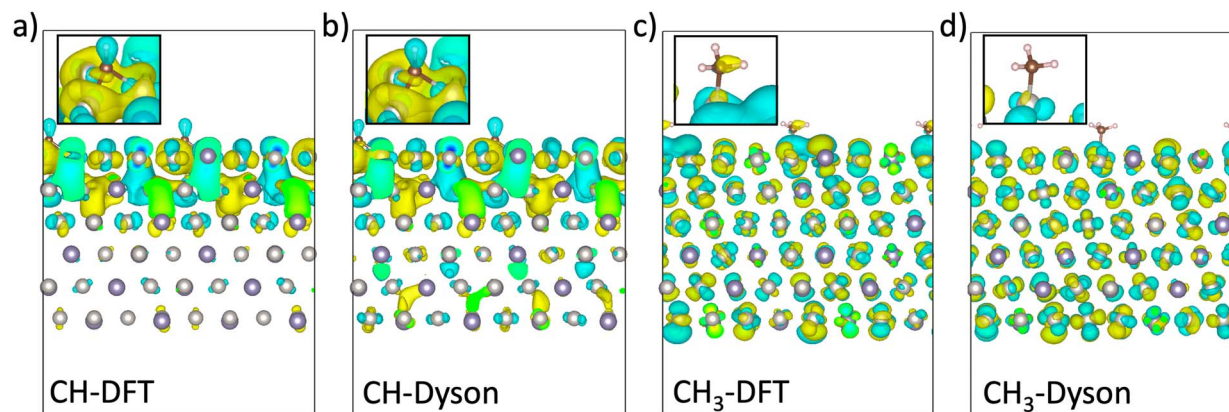 a)
b)
c)
d)
CH-DFT
CH-Dyson
CH₃-DFT
CH₃-Dyson